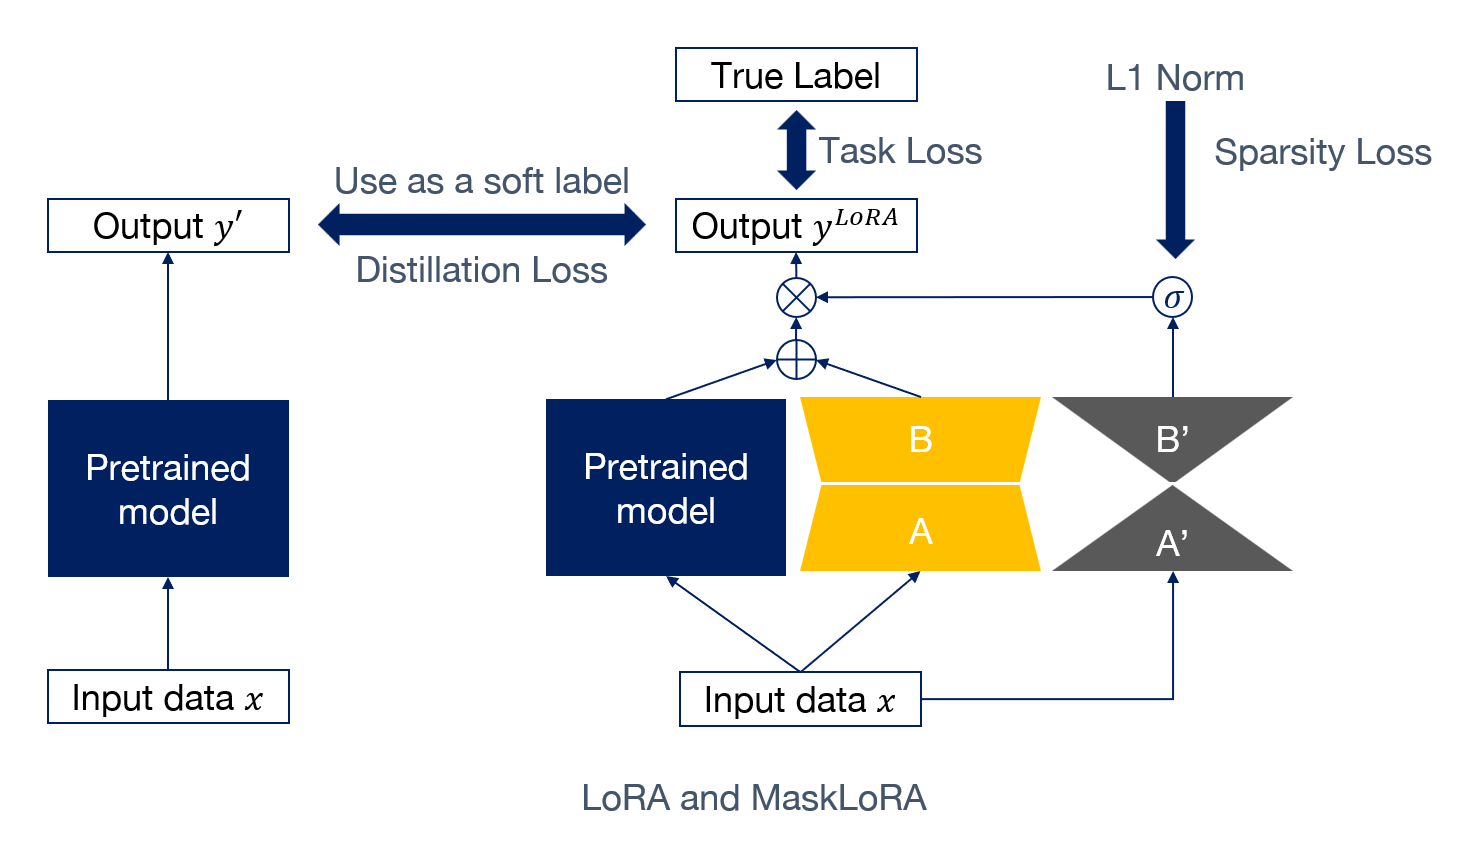 True Label
L1 Norm
Task Loss
Sparsity Loss
Use as a soft label
Output y′
Output y^{LoRA}
Distillation Loss
σ
Pretrained
model
Pretrained
model
B
A
B’
A’
Input data x
Input data x
LoRA and MaskLoRA